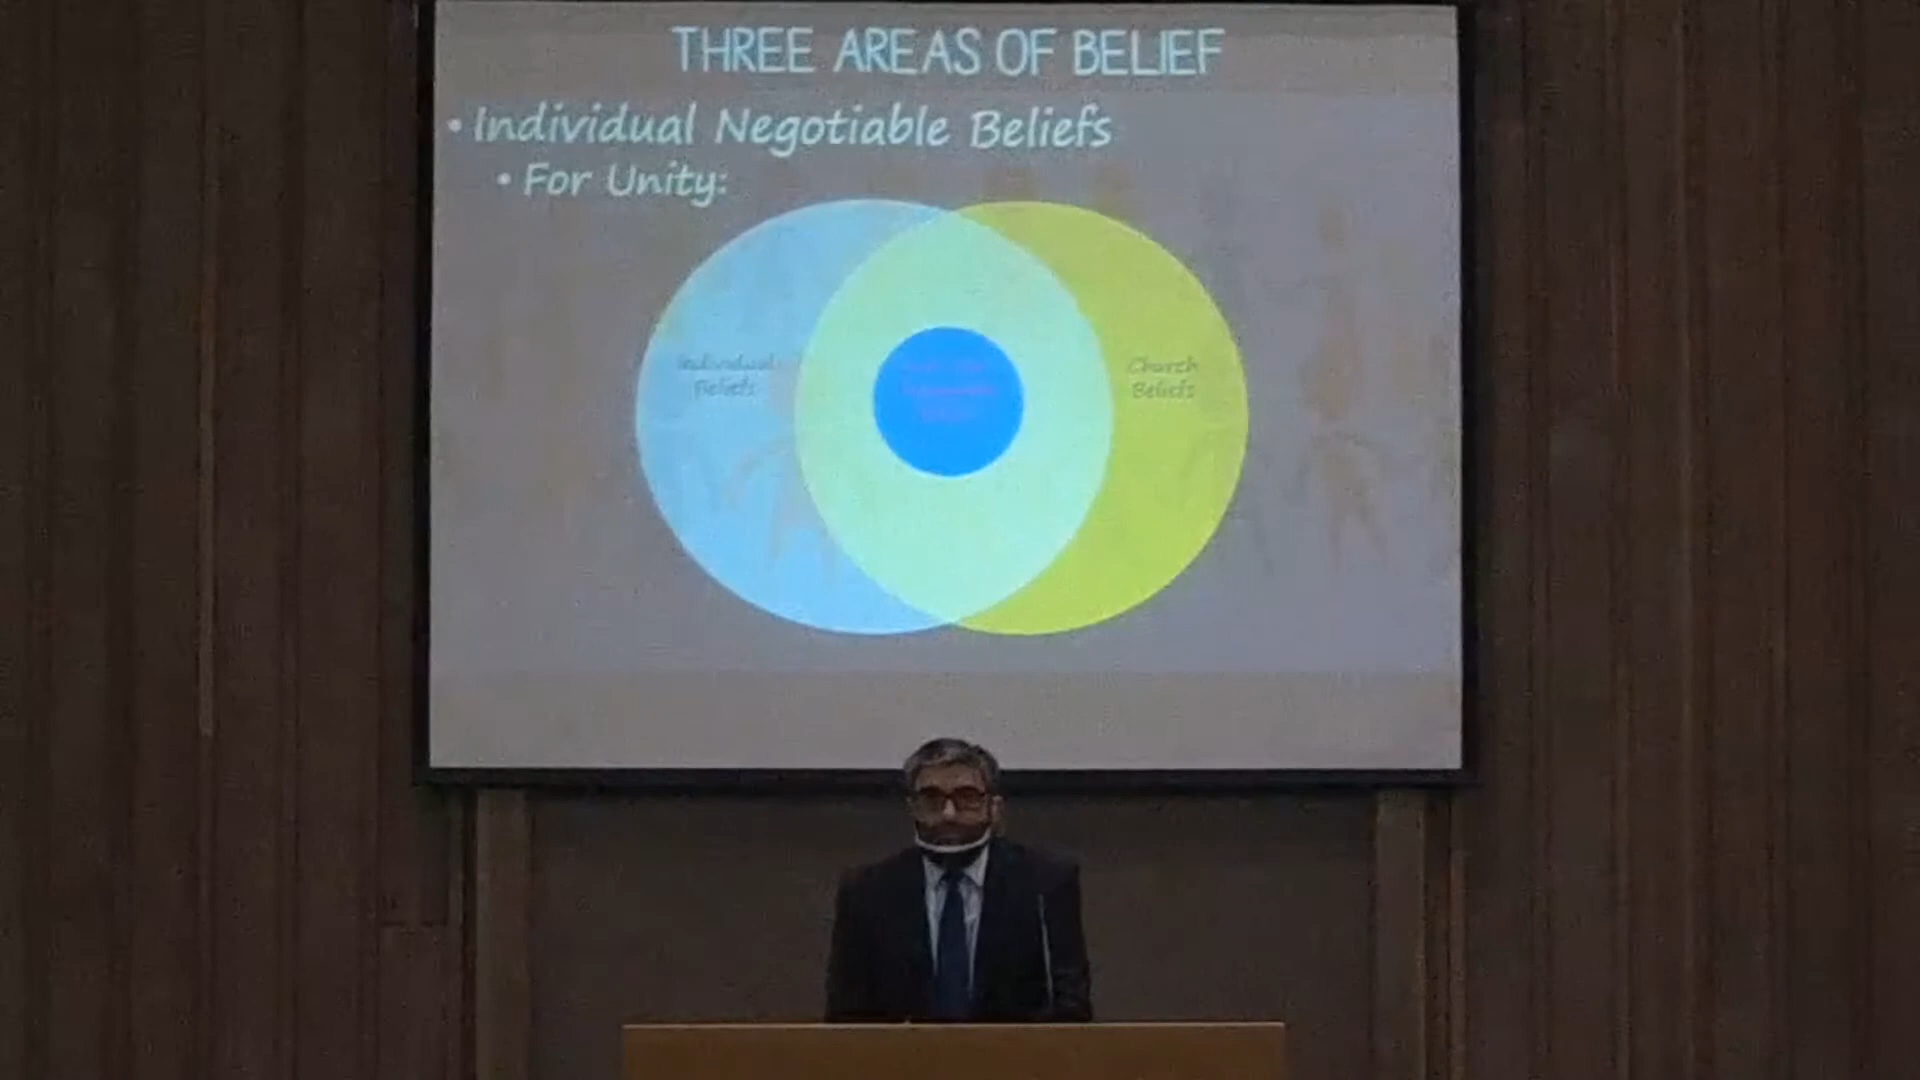 THREE AREAS OF BELIEF
• Individual Negotiable Beliefs
• For Unity:
Individual
Beliefs
Church
Beliefs